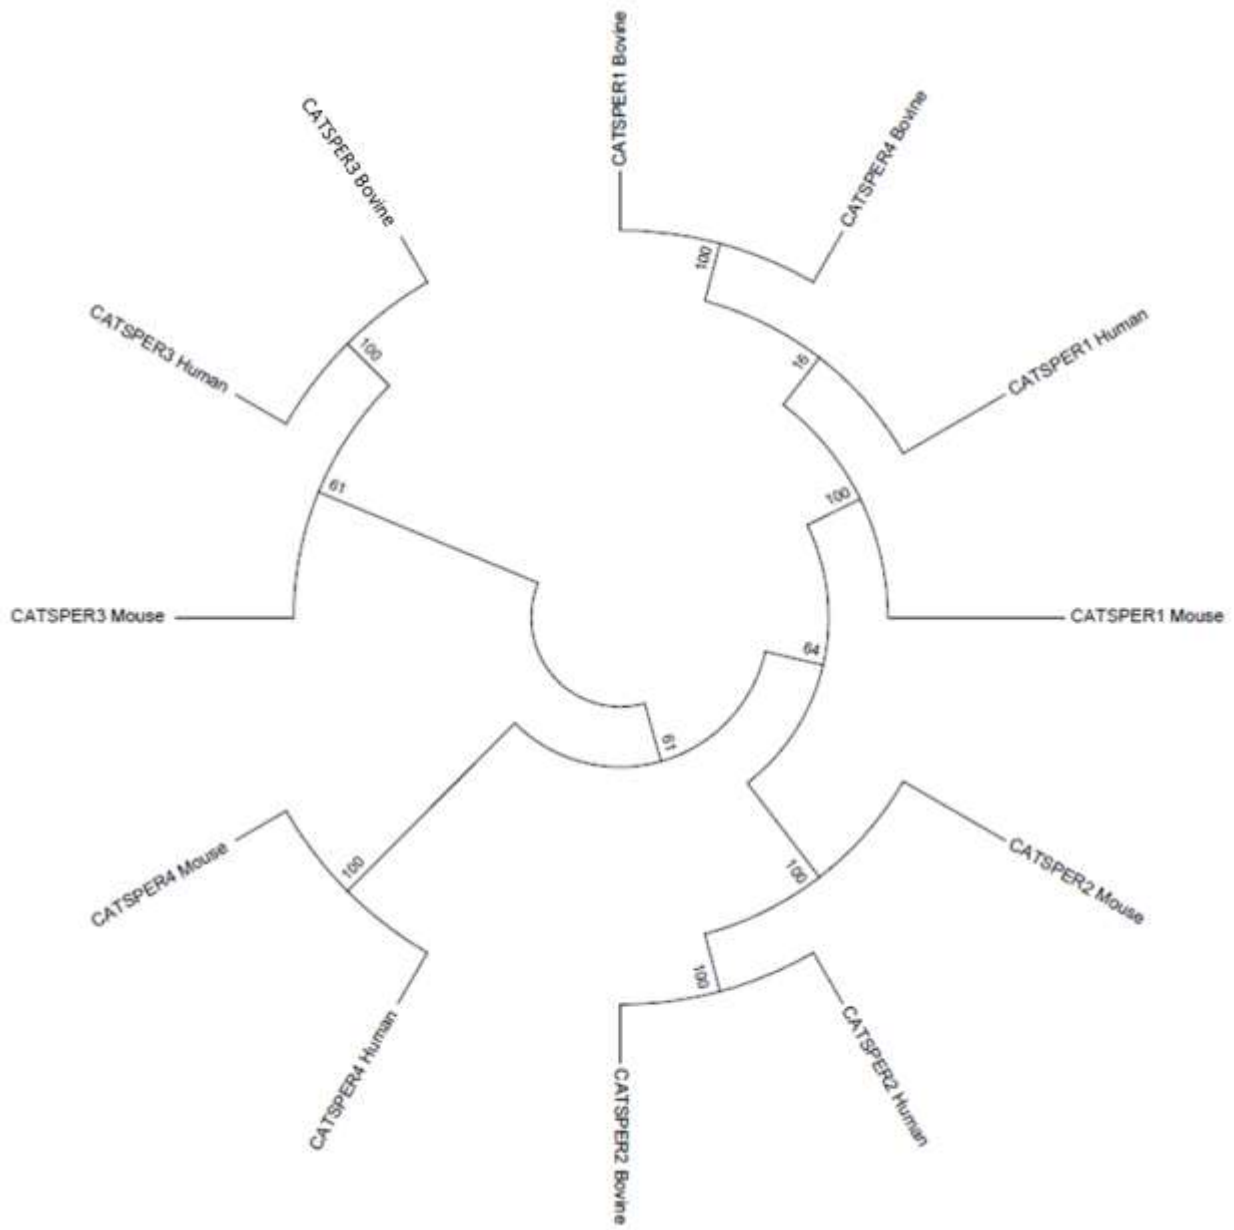 CATSPER1 Bovine
CATSPER4 Bovine
CATSPER1 Human
CATSPER1 Mouse
CATSPER2 Mouse
CATSPER2 Human
CATSPER2 Bovine
CATSPER4 Human
CATSPER4 Mouse
CATSPER3 Mouse
CATSPER3 Human
CATSPER3 Bovine
100
16
100
64
100
100
61
100
61
100